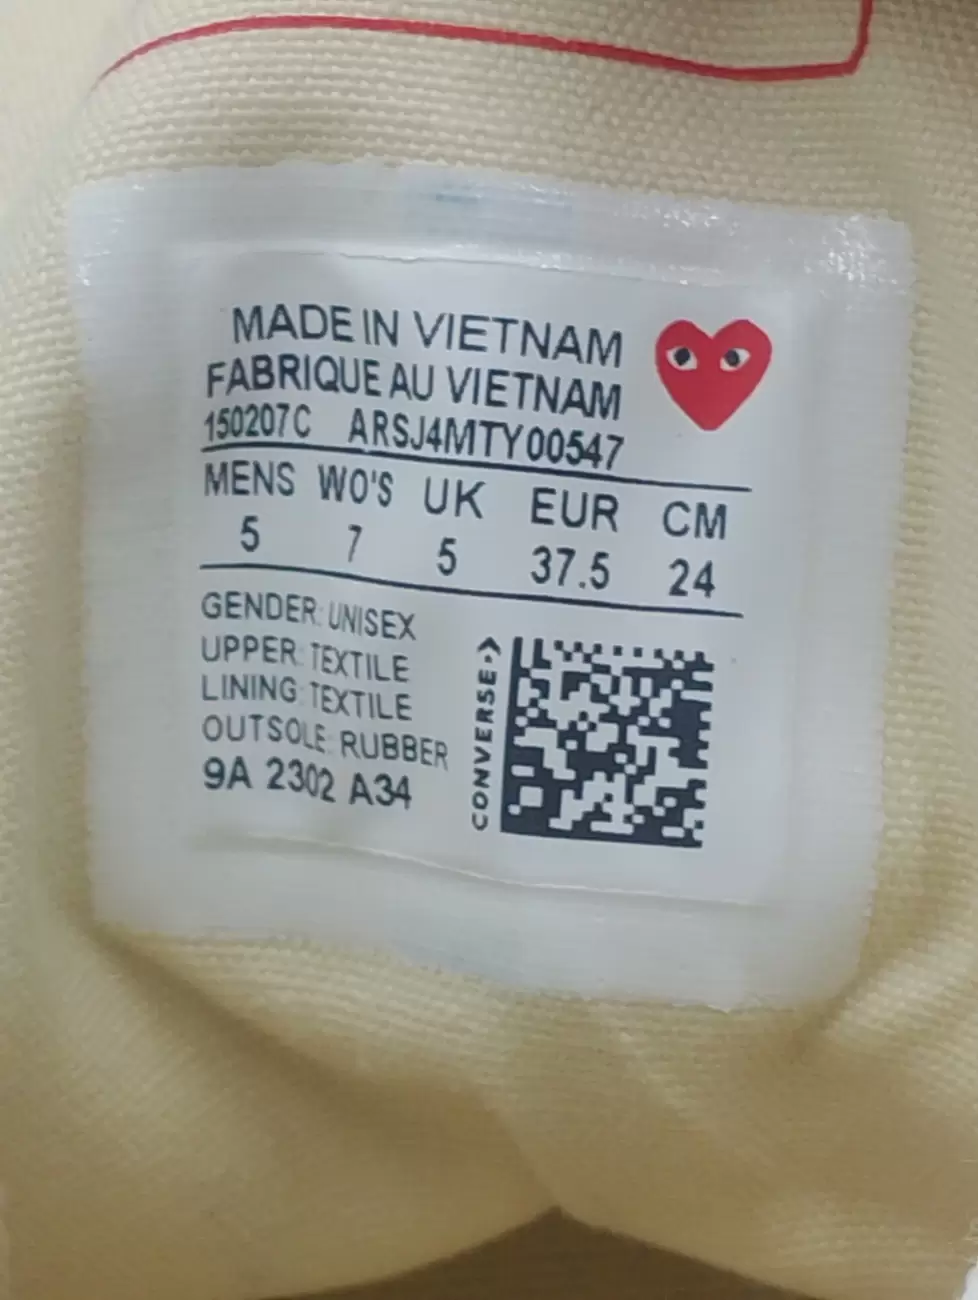 MADE IN VIETNAM
FABRIQUE AU VIETNAM
150207C ARSJ4MTY00547
MENS WO'S UK EUR CM
5 7 5 37.5 24
GENDER: UNISEX
UPPER: TEXTILE
LINING: TEXTILE
OUTSOLE: RUBBER
9A 2302 A34
CONVERSE